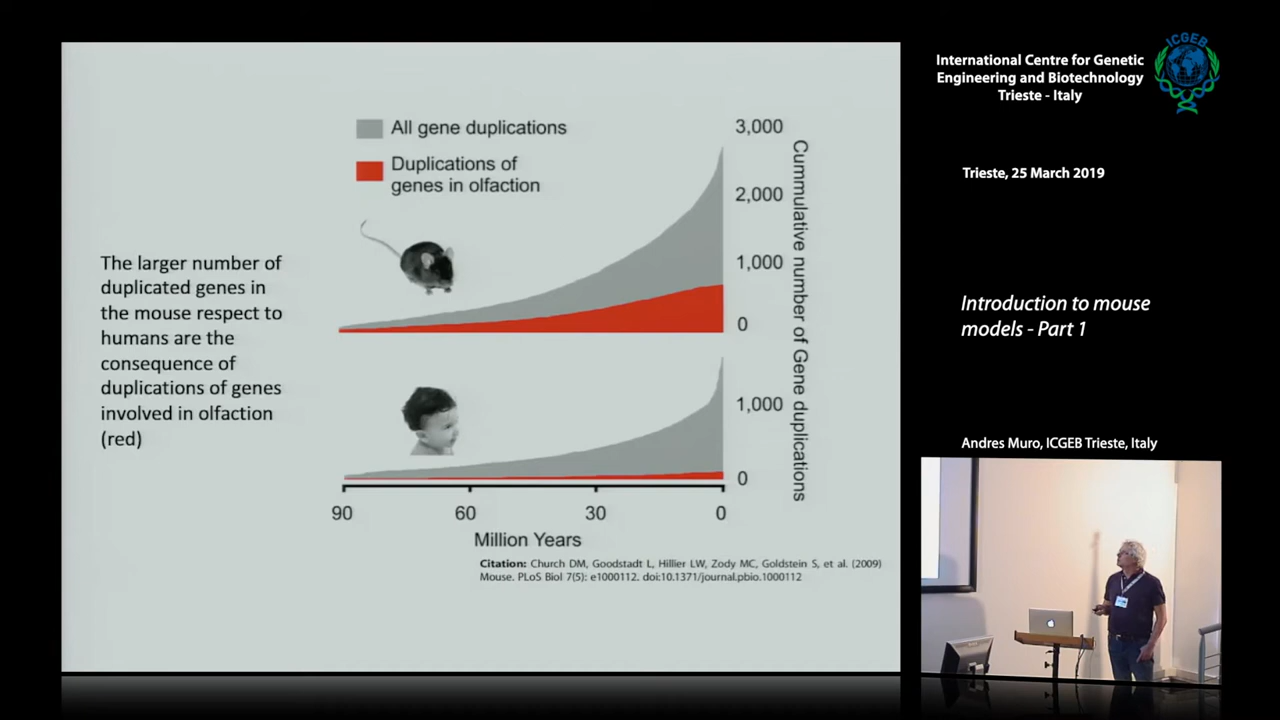 All gene duplications
Duplications of
genes in olfaction
The larger number of
duplicated genes in
the mouse respect to
humans are the
consequence of
duplications of genes
involved in olfaction
(red)
3,000
2,000
1,000
0
1,000
0
Cummulative number of Gene duplications
90
60
30
0
Million Years
Citation: Church DM, Goodstadt L, Hillier LW, Zody MC, Goldstein S, et al. (2009)
Mouse. PLoS Biol 7(5): e1000112. doi:10.1371/journal.pbio.1000112
International Centre for Genetic
Engineering and Biotechnology
Trieste - Italy
ICGEB
Trieste, 25 March 2019
Introduction to mouse
models - Part 1
Andres Muro, ICGEB Trieste, Italy